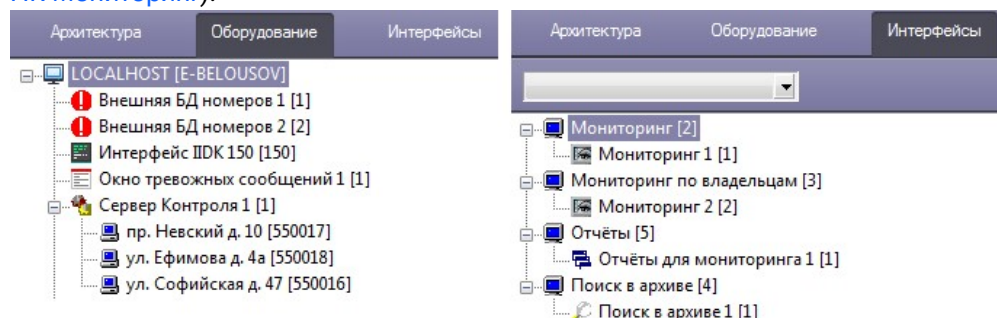 Архитектура Оборудование Интерфейсы
LOCALHOST [E-BELOUSOV]
Внешняя БД номеров 1 [1]
Внешняя БД номеров 2 [2]
Интерфейс IIDK 150 [150]
Окно тревожных сообщений 1 [1]
Сервер Контроля 1 [1]
пр. Невский д. 10 [550017]
ул. Ефимова д. 4а [550018]
ул. Софийская д. 47 [550016]
Архитектура Оборудование Интерфейсы
Мониторинг [2]
Мониторинг 1 [1]
Мониторинг по владельцам [3]
Мониторинг 2 [2]
Отчёты [5]
Отчёты для мониторинга 1 [1]
Поиск в архиве [4]
Поиск в архиве 1 [1]